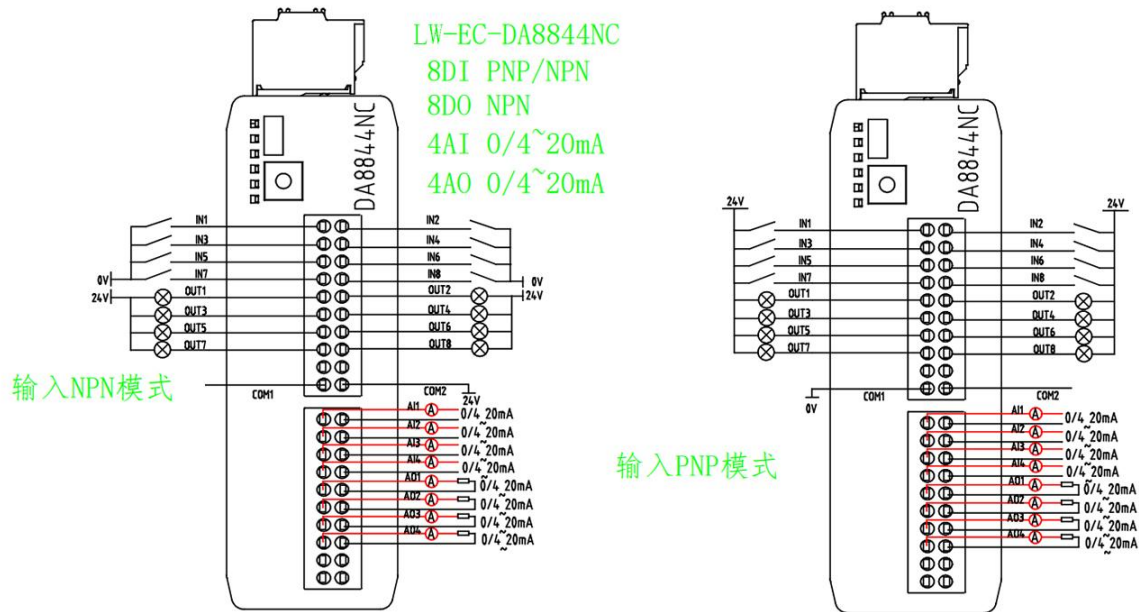 LW-EC-DA8844NC
8DI PNP/NPN
8DO NPN
4AI 0/4~20mA
4AO 0/4~20mA
DA8844NC
IN1
IN2
IN3
IN4
IN5
IN6
IN7
IN8
0V
0V
24V
24V
OUT1
OUT2
OUT3
OUT4
OUT5
OUT6
OUT7
OUT8
输入NPN模式
COM1
COM2
24V
AI1 A 0/4~20mA
AI2 A 0/4~20mA
AI3 A 0/4~20mA
AI4 A 0/4~20mA
AO1 A 0/4~20mA
AO2 A 0/4~20mA
AO3 A 0/4~20mA
AO4 A 0/4~20mA
DA8844NC
24V
24V
IN1
IN2
IN3
IN4
IN5
IN6
IN7
IN8
OUT1
OUT2
OUT3
OUT4
OUT5
OUT6
OUT7
OUT8
0V
COM1
COM2
输入PNP模式
AI1 A 0/4~20mA
AI2 A 0/4~20mA
AI3 A 0/4~20mA
AI4 A 0/4~20mA
AO1 A 0/4~20mA
AO2 A 0/4~20mA
AO3 A 0/4~20mA
AO4 A 0/4~20mA